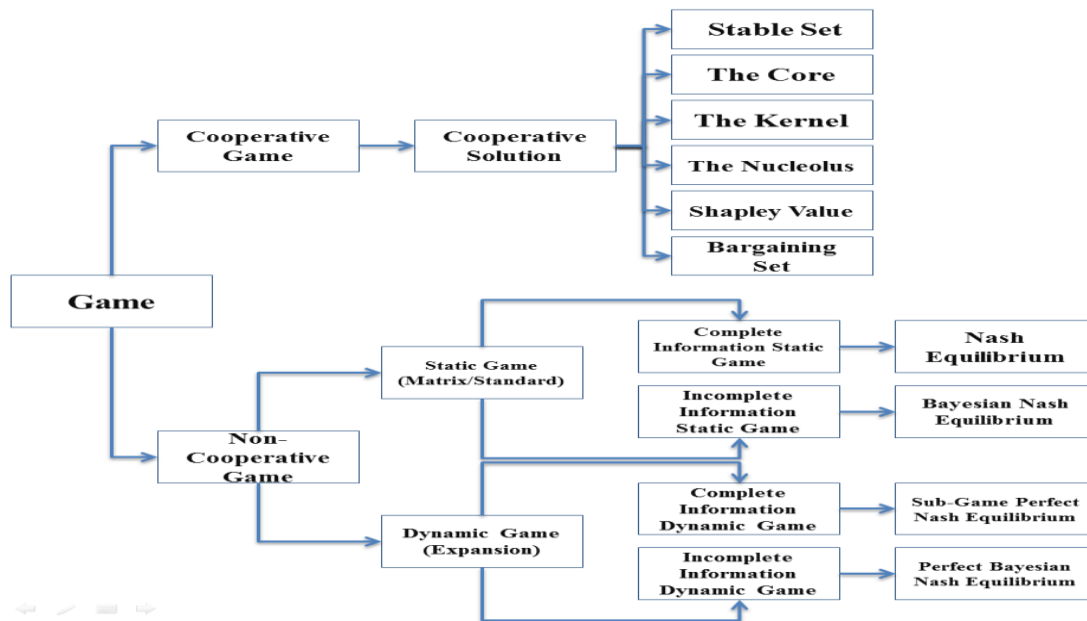 Stable Set
The Core
The Kernel
The Nucleolus
Shapley Value
Bargaining
Set
Cooperative
Game
Cooperative
Solution
Game
Non-
Cooperative
Game
Static Game
(Matrix/Standard)
Dynamic Game
(Expansion)
Complete
Information Static
Game
Nash
Equilibrium
Incomplete
Information
Static Game
Bayesian Nash
Equilibrium
Complete
Information
Dynamic Game
Sub-Game Perfect
Nash Equilibrium
Incomplete
Information
Dynamic Game
Perfect Bayesian
Nash Equilibrium